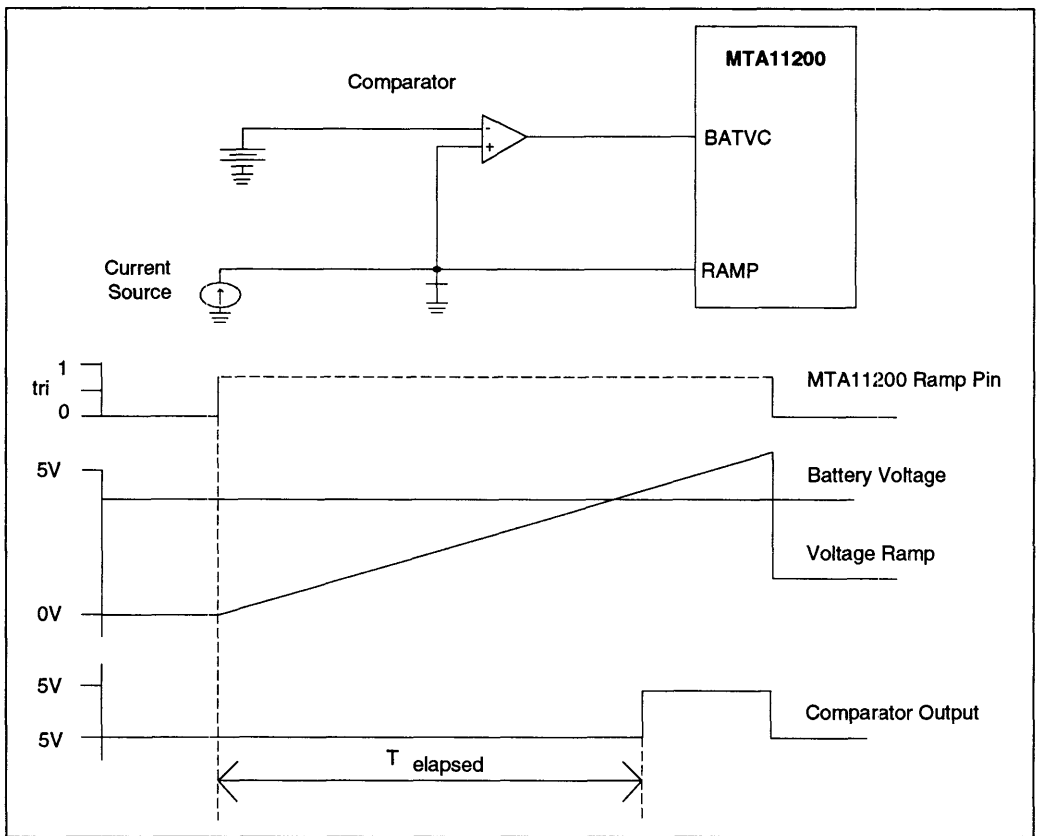 MTA11200
Comparator
-
BATVC
+
Current
Source
RAMP
1
tri
0
MTA11200 Ramp Pin
5V
Battery Voltage
Voltage Ramp
0V
5V
Comparator Output
5V
T elapsed